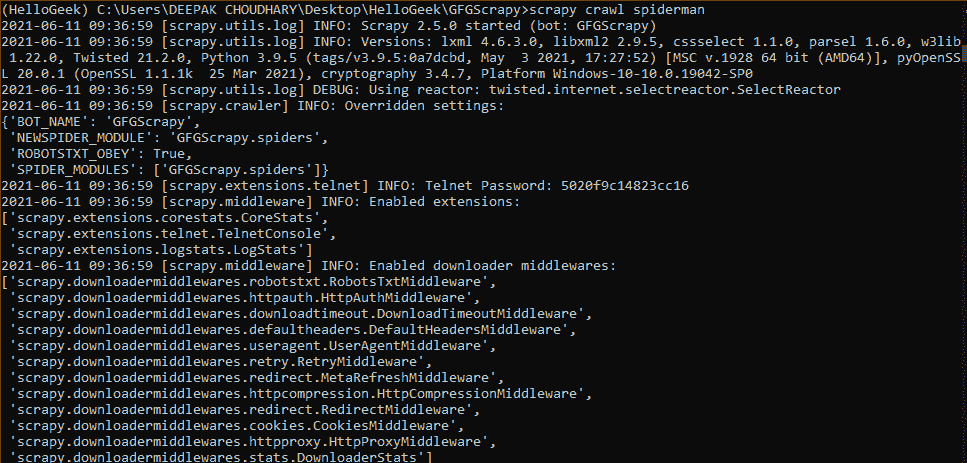 (HelloGeek) C:\Users\DEEPAK CHOUDHARY\Desktop\HelloGeek\GFGScrapy>scrapy crawl spiderman
2021-06-11 09:36:59 [scrapy.utils.log] INFO: Scrapy 2.5.0 started (bot: GFGScrapy)
2021-06-11 09:36:59 [scrapy.utils.log] INFO: Versions: lxml 4.6.3.0, libxml2 2.9.5, cssselect 1.1.0, parsel 1.6.0, w3lib
 1.22.0, Twisted 21.2.0, Python 3.9.5 (tags/v3.9.5:0a7dcbd, May  3 2021, 17:27:52) [MSC v.1928 64 bit (AMD64)], pyOpenSS
L 20.0.1 (OpenSSL 1.1.1k  25 Mar 2021), cryptography 3.4.7, Platform Windows-10-10.0.19042-SP0
2021-06-11 09:36:59 [scrapy.utils.log] DEBUG: Using reactor: twisted.internet.selectreactor.SelectReactor
2021-06-11 09:36:59 [scrapy.crawler] INFO: Overridden settings:
{'BOT_NAME': 'GFGScrapy',
 'NEWSPIDER_MODULE': 'GFGScrapy.spiders',
 'ROBOTSTXT_OBEY': True,
 'SPIDER_MODULES': ['GFGScrapy.spiders']}
2021-06-11 09:36:59 [scrapy.extensions.telnet] INFO: Telnet Password: 5020f9c14823cc16
2021-06-11 09:36:59 [scrapy.middleware] INFO: Enabled extensions:
['scrapy.extensions.corestats.CoreStats',
 'scrapy.extensions.telnet.TelnetConsole',
 'scrapy.extensions.logstats.LogStats']
2021-06-11 09:36:59 [scrapy.middleware] INFO: Enabled downloader middlewares:
['scrapy.downloadermiddlewares.robotstxt.RobotsTxtMiddleware',
 'scrapy.downloadermiddlewares.httpauth.HttpAuthMiddleware',
 'scrapy.downloadermiddlewares.downloadtimeout.DownloadTimeoutMiddleware',
 'scrapy.downloadermiddlewares.defaultheaders.DefaultHeadersMiddleware',
 'scrapy.downloadermiddlewares.useragent.UserAgentMiddleware',
 'scrapy.downloadermiddlewares.retry.RetryMiddleware',
 'scrapy.downloadermiddlewares.redirect.MetaRefreshMiddleware',
 'scrapy.downloadermiddlewares.httpcompression.HttpCompressionMiddleware',
 'scrapy.downloadermiddlewares.redirect.RedirectMiddleware',
 'scrapy.downloadermiddlewares.cookies.CookiesMiddleware',
 'scrapy.downloadermiddlewares.httpproxy.HttpProxyMiddleware',
 'scrapy.downloadermiddlewares.stats.DownloaderStats']